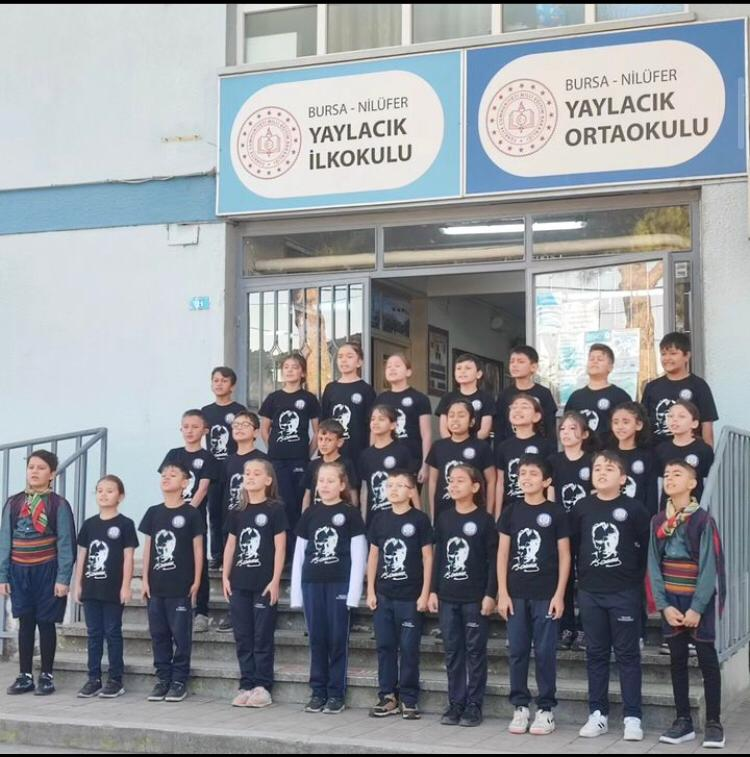 BURSA - NİLÜFER
YAYLACIK
İLKOKULU
BURSA - NİLÜFER
YAYLACIK
ORTAOKULU